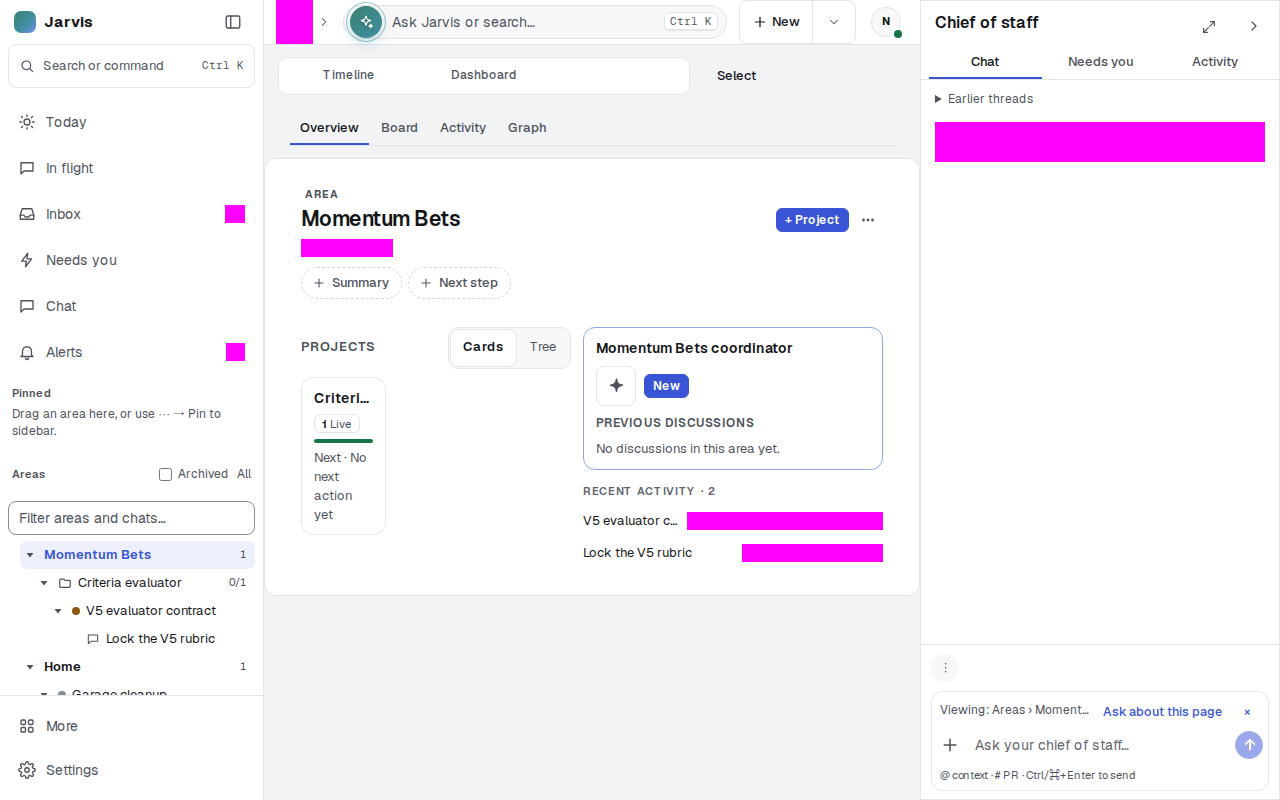 Jarvis
Search or command Ctrl K
Today
In flight
Inbox
Needs you
Chat
Alerts
Pinned
Drag an area here, or use ··· → Pin to sidebar.
Areas Archived All
Filter areas and chats…
Momentum Bets 1
Criteria evaluator 0/1
V5 evaluator contract
Lock the V5 rubric
Home 1
Garage cleanup
More
Settings
Ask Jarvis or search… Ctrl K
+ New
N
Timeline Dashboard Select
Overview Board Activity Graph
AREA
Momentum Bets
+ Project
+ Summary + Next step
PROJECTS
Cards Tree
Criteri…
1 Live
Next · No
next
action
yet
Momentum Bets coordinator
New
PREVIOUS DISCUSSIONS
No discussions in this area yet.
RECENT ACTIVITY · 2
V5 evaluator c…
Lock the V5 rubric
Chief of staff
Chat Needs you Activity
Earlier threads
Viewing: Areas › Moment… Ask about this page ×
Ask your chief of staff…
@ context · # PR · Ctrl/⌘+Enter to send